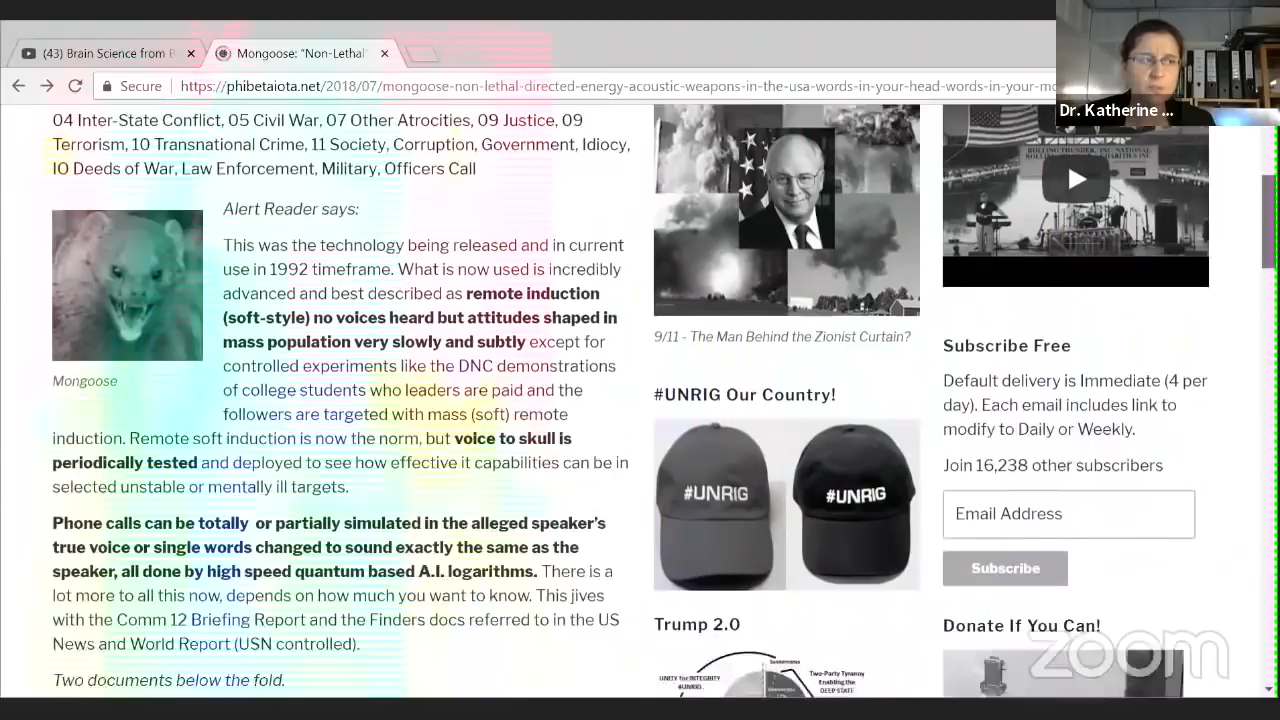 (43) Brain Science from B
Mongoose: "Non-Lethal"
Secure
https://phibetaiota.net/2018/07/mongoose-non-lethal-directed-energy-acoustic-weapons-in-the-usa-words-in-your-head-words-in-your-mo
Dr. Katherine ...
04 Inter-State Conflict, 05 Civil War, 07 Other Atrocities, 09 Justice, 09
Terrorism, 10 Transnational Crime, 11 Society, Corruption, Government, Idiocy,
IO Deeds of War, Law Enforcement, Military, Officers Call
Alert Reader says:
This was the technology being released and in current
use in 1992 timeframe. What is now used is incredibly
advanced and best described as remote induction
(soft-style) no voices heard but attitudes shaped in
mass population very slowly and subtly except for
controlled experiments like the DNC demonstrations
of college students who leaders are paid and the
followers are targeted with mass (soft) remote
induction. Remote soft induction is now the norm, but voice to skull is
periodically tested and deployed to see how effective it capabilities can be in
selected unstable or mentally ill targets.
Mongoose
Phone calls can be totally or partially simulated in the alleged speaker's
true voice or single words changed to sound exactly the same as the
speaker, all done by high speed quantum based A.I. logarithms. There is a
lot more to all this now, depends on how much you want to know. This jives
with the Comm 12 Briefing Report and the Finders docs referred to in the US
News and World Report (USN controlled).
Two documents below the fold.
9/11 - The Man Behind the Zionist Curtain?
#UNRIG Our Country!
#UNRIG
#UNRIG
Trump 2.0
UNITY for INTEGRITY
#UNRIG.
Two-Party Tyranny
Enabling the
DEEP STATE
ROLLING THUNDER, INC. NATIONAL
Subscribe Free
Default delivery is Immediate (4 per
day). Each email includes link to
modify to Daily or Weekly.
Join 16,238 other subscribers
Email Address
Subscribe
Donate If You Can!
zoom